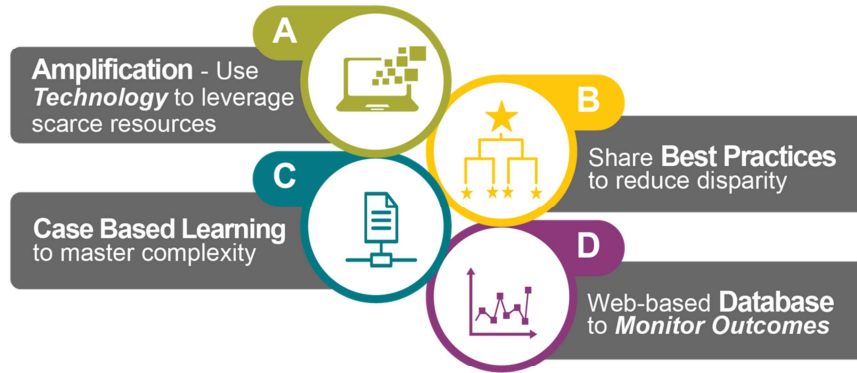 A
Amplification - Use
Technology to leverage
scarce resources
B
Share Best Practices
to reduce disparity
C
Case Based Learning
to master complexity
D
Web-based Database
to Monitor Outcomes